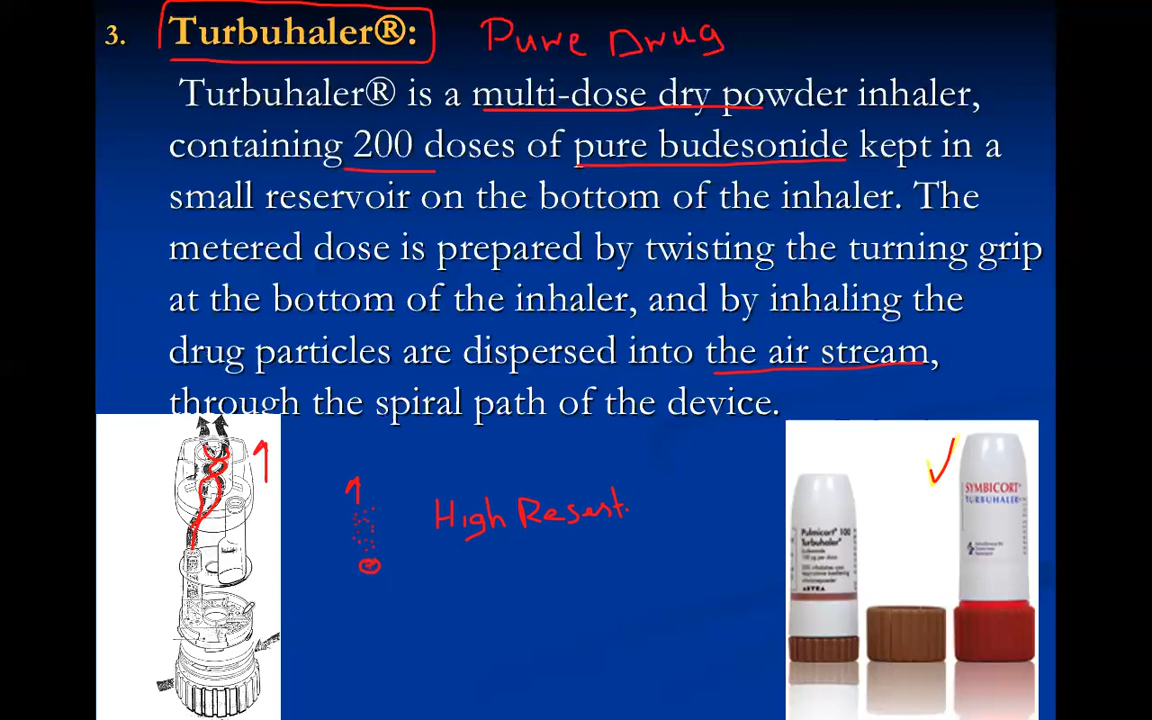 3. Turbuhaler®: Pure Drug
Turbuhaler® is a multi-dose dry powder inhaler,
containing 200 doses of pure budesonide kept in a
small reservoir on the bottom of the inhaler. The
metered dose is prepared by twisting the turning grip
at the bottom of the inhaler, and by inhaling the
drug particles are dispersed into the air stream,
through the spiral path of the device.
High Resest.
Pulmicort 100
Turbuhaler
ASTRA
SYMBICORT
TURBUHALER